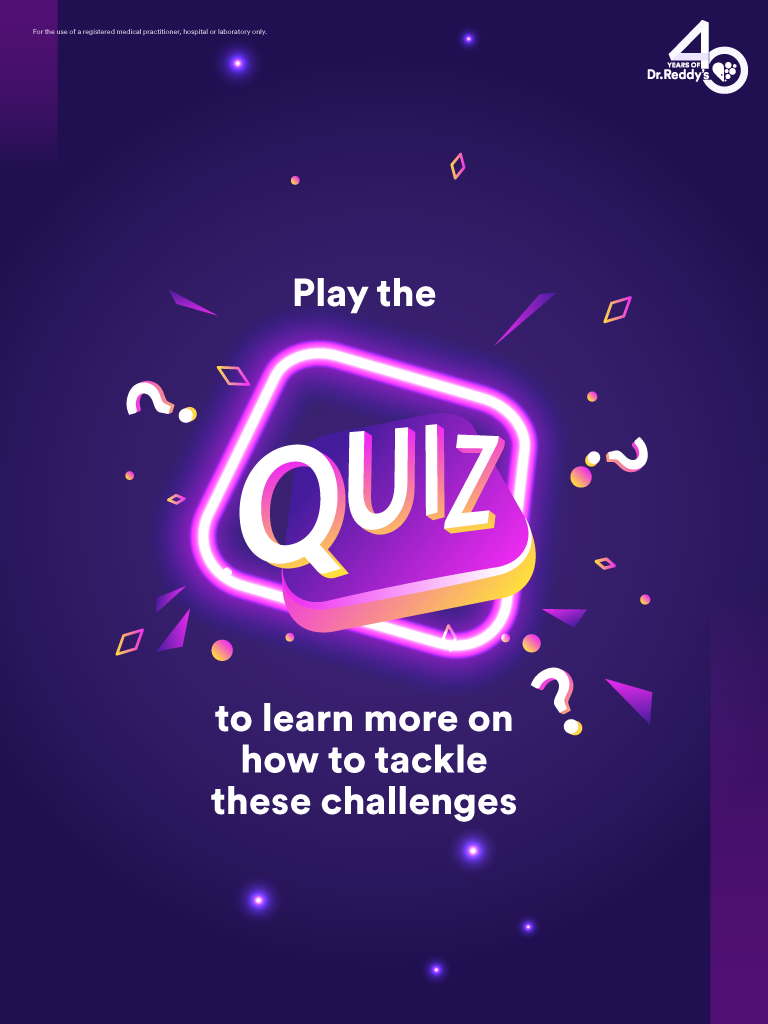 For the use of a registered medical practitioner, hospital or laboratory only.
40
YEARS OF
Dr.Reddy's
Play the
QUIZ
to learn more on
how to tackle
these challenges